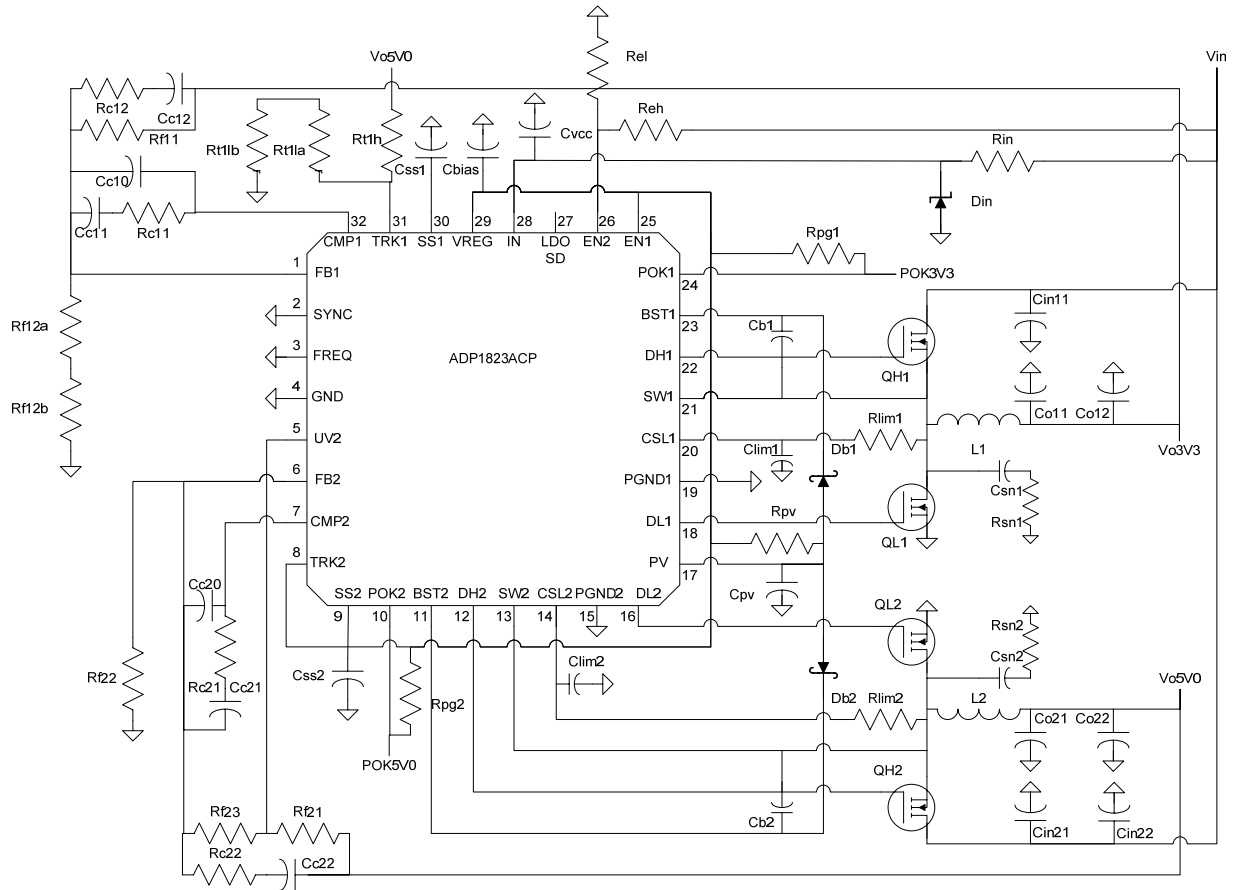 Rel
Vo5V0
Vin
Rc12
Cc12
Rf11
Rt1lb
Rt1la
Rt1h
Css1
Cbias
Cvcc
Reh
Rin
Din
Cc10
Cc11
Rc11
32
31
30
29
28
27
26
25
CMP1
TRK1
SS1
VREG
IN
LDO
SD
EN2
EN1
Rpg1
1
FB1
POK1
24
POK3V3
2
SYNC
BST1
23
Cb1
Cin11
Rf12a
3
FREQ
ADP1823ACP
DH1
22
QH1
4
GND
SW1
21
Co11
Co12
Rf12b
5
UV2
CSL1
20
Rlim1
Clim1
Db1
L1
Vo3V3
6
FB2
PGND1
19
Csn1
Rsn1
7
CMP2
DL1
18
Rpv
QL1
8
TRK2
PV
17
Cpv
SS2
POK2
BST2
DH2
SW2
CSL2
PGND2
DL2
9
10
11
12
13
14
15
16
QL2
Rsn2
Csn2
Cc20
Rf22
Rc21
Cc21
Css2
Rpg2
Clim2
Db2
Rlim2
L2
Vo5V0
Co21
Co22
POK5V0
QH2
Rf23
Rf21
Cb2
Cin21
Cin22
Rc22
Cc22